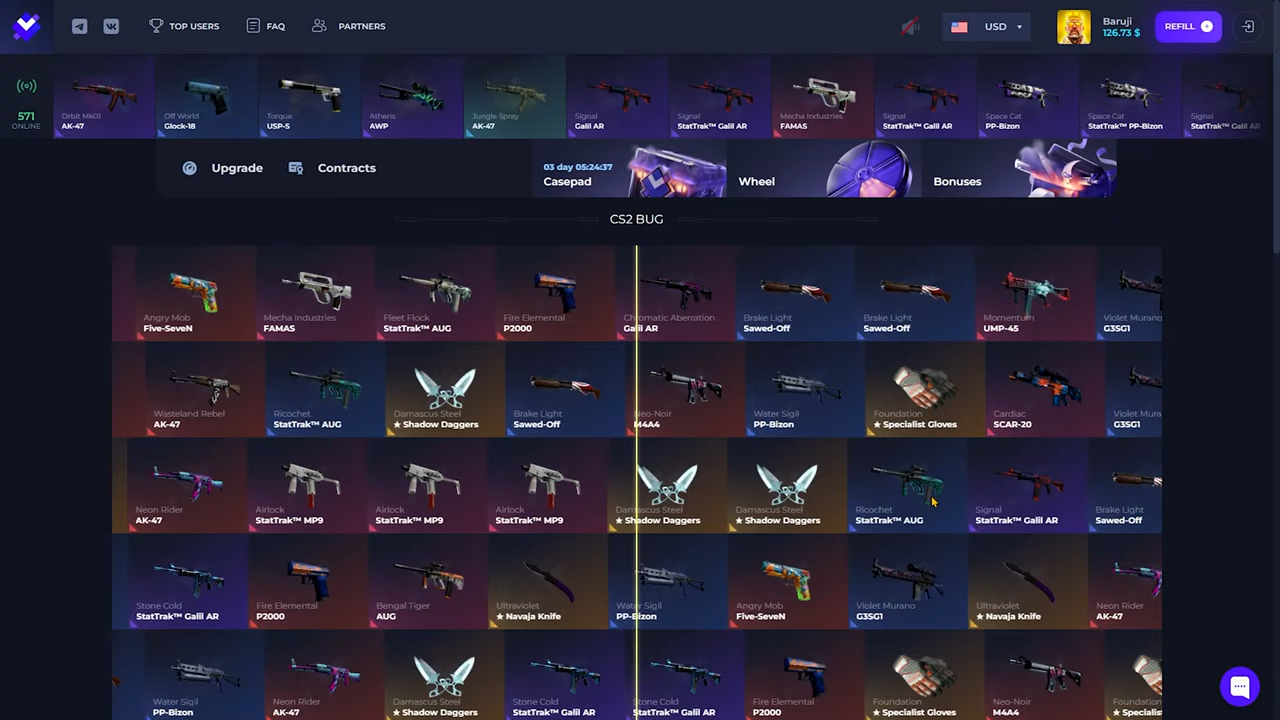 TOP USERS
FAQ
PARTNERS
USD
Baruji
126.73 $
REFILL
571
ONLINE
Orbit Mk01
AK-47
Off World
Glock-18
Torque
USP-S
Atheris
AWP
Jungle Spray
AK-47
Signal
Galil AR
Signal
StatTrak™ Galil AR
Mecha Industries
FAMAS
Signal
StatTrak™ Galil AR
Space Cat
PP-Bizon
Space Cat
StatTrak™ PP-Bizon
Signal
StatTrak™ Galil AR
Upgrade
Contracts
03 day 05:24:37
Casepad
Wheel
Bonuses
CS2 BUG
Angry Mob
Five-SeveN
Mecha Industries
FAMAS
Fleet Flock
StatTrak™ AUG
Fire Elemental
P2000
Chromatic Aberration
Galil AR
Brake Light
Sawed-Off
Brake Light
Sawed-Off
Momentum
UMP-45
Violet Murano
G3SG1
Wasteland Rebel
AK-47
Ricochet
StatTrak™ AUG
Damascus Steel
★ Shadow Daggers
Brake Light
Sawed-Off
Neo-Noir
M4A4
Water Sigil
PP-Bizon
Foundation
★ Specialist Gloves
Cardiac
SCAR-20
Violet Mura
G3SG1
Neon Rider
AK-47
Airlock
StatTrak™ MP9
Airlock
StatTrak™ MP9
Airlock
StatTrak™ MP9
Damascus Steel
★ Shadow Daggers
Damascus Steel
★ Shadow Daggers
Ricochet
StatTrak™ AUG
Signal
StatTrak™ Galil AR
Brake Light
Sawed-Off
Stone Cold
StatTrak™ Galil AR
Fire Elemental
P2000
Bengal Tiger
AUG
Ultraviolet
★ Navaja Knife
Water Sigil
PP-Bizon
Angry Mob
Five-SeveN
Violet Murano
G3SG1
Ultraviolet
★ Navaja Knife
Neon Rider
AK-47
Water Sigil
PP-Bizon
Neon Rider
AK-47
Damascus Steel
★ Shadow Daggers
Stone Cold
StatTrak™ Galil AR
Stone Cold
StatTrak™ Galil AR
Fire Elemental
P2000
Foundation
★ Specialist Gloves
Neo-Noir
M4A4
Foundation
★ Specialis